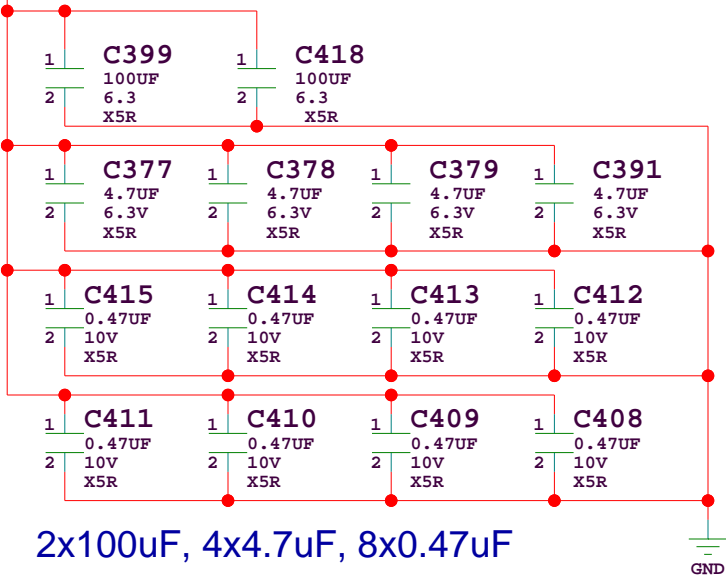 1 C399 1 C418
100UF 100UF
2 6.3 2 6.3
X5R X5R
1 C377 1 C378 1 C379 1 C391
4.7UF 4.7UF 4.7UF 4.7UF
2 6.3V 2 6.3V 2 6.3V 2 6.3V
X5R X5R X5R X5R
1 C415 1 C414 1 C413 1 C412
0.47UF 0.47UF 0.47UF 0.47UF
2 10V 2 10V 2 10V 2 10V
X5R X5R X5R X5R
1 C411 1 C410 1 C409 1 C408
0.47UF 0.47UF 0.47UF 0.47UF
2 10V 2 10V 2 10V 2 10V
X5R X5R X5R X5R
2x100uF, 4x4.7uF, 8x0.47uF
GND